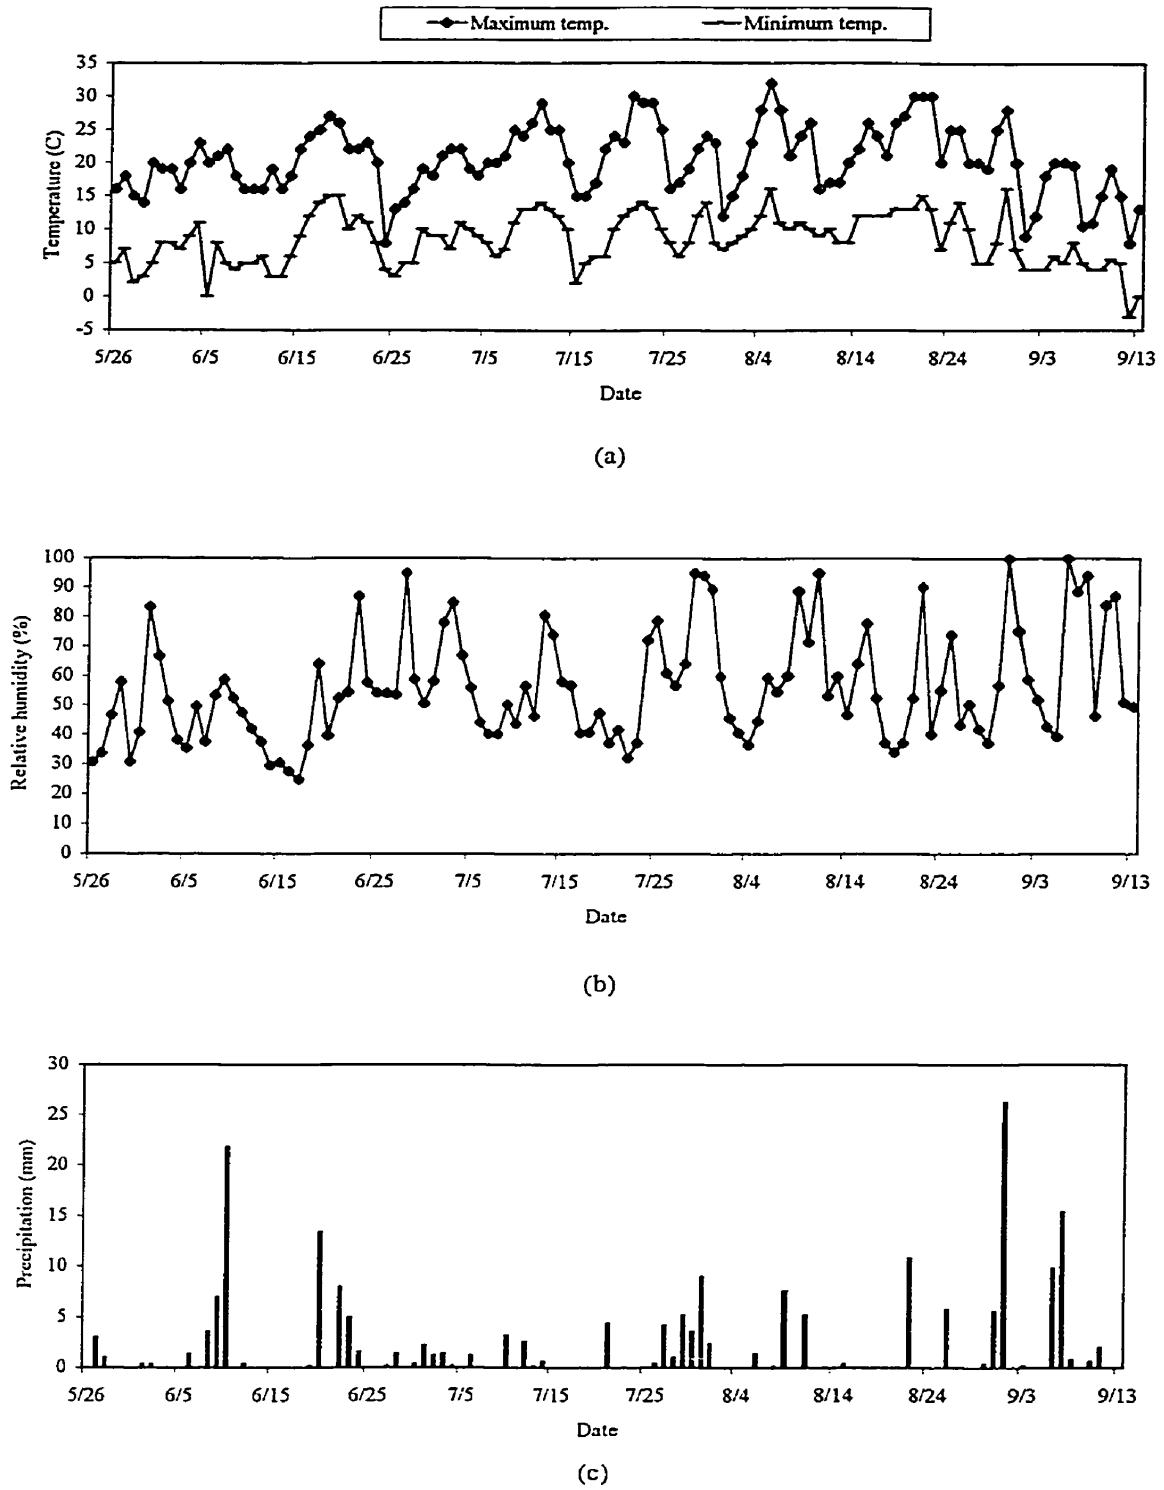 Maximum temp. Minimum temp.
35
30
25
20
15
10
5
0
-5
Temperature (C)
5/26 6/5 6/15 6/25 7/5 7/15 7/25 8/4 8/14 8/24 9/3 9/13
Date
(a)
100
90
80
70
60
50
40
30
20
10
0
Relative humidity (%)
5/26 6/5 6/15 6/25 7/5 7/15 7/25 8/4 8/14 8/24 9/3 9/13
Date
(b)
30
25
20
15
10
5
0
Precipitation (mm)
5/26 6/5 6/15 6/25 7/5 7/15 7/25 8/4 8/14 8/24 9/3 9/13
Date
(c)